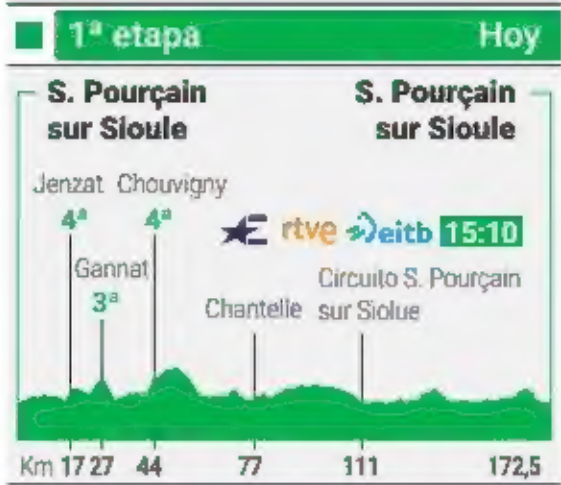 1ª etapa Hoy
S. Pourçain
sur Sioule
S. Pourçain
sur Sioule
Jenzat Chouvigny
4ª 4ª
rtve eitb 15:10
Gannat
3ª
Chantelle
Circuito S. Pourçain
sur Siolue
Km 17 27 44 77 111 172,5